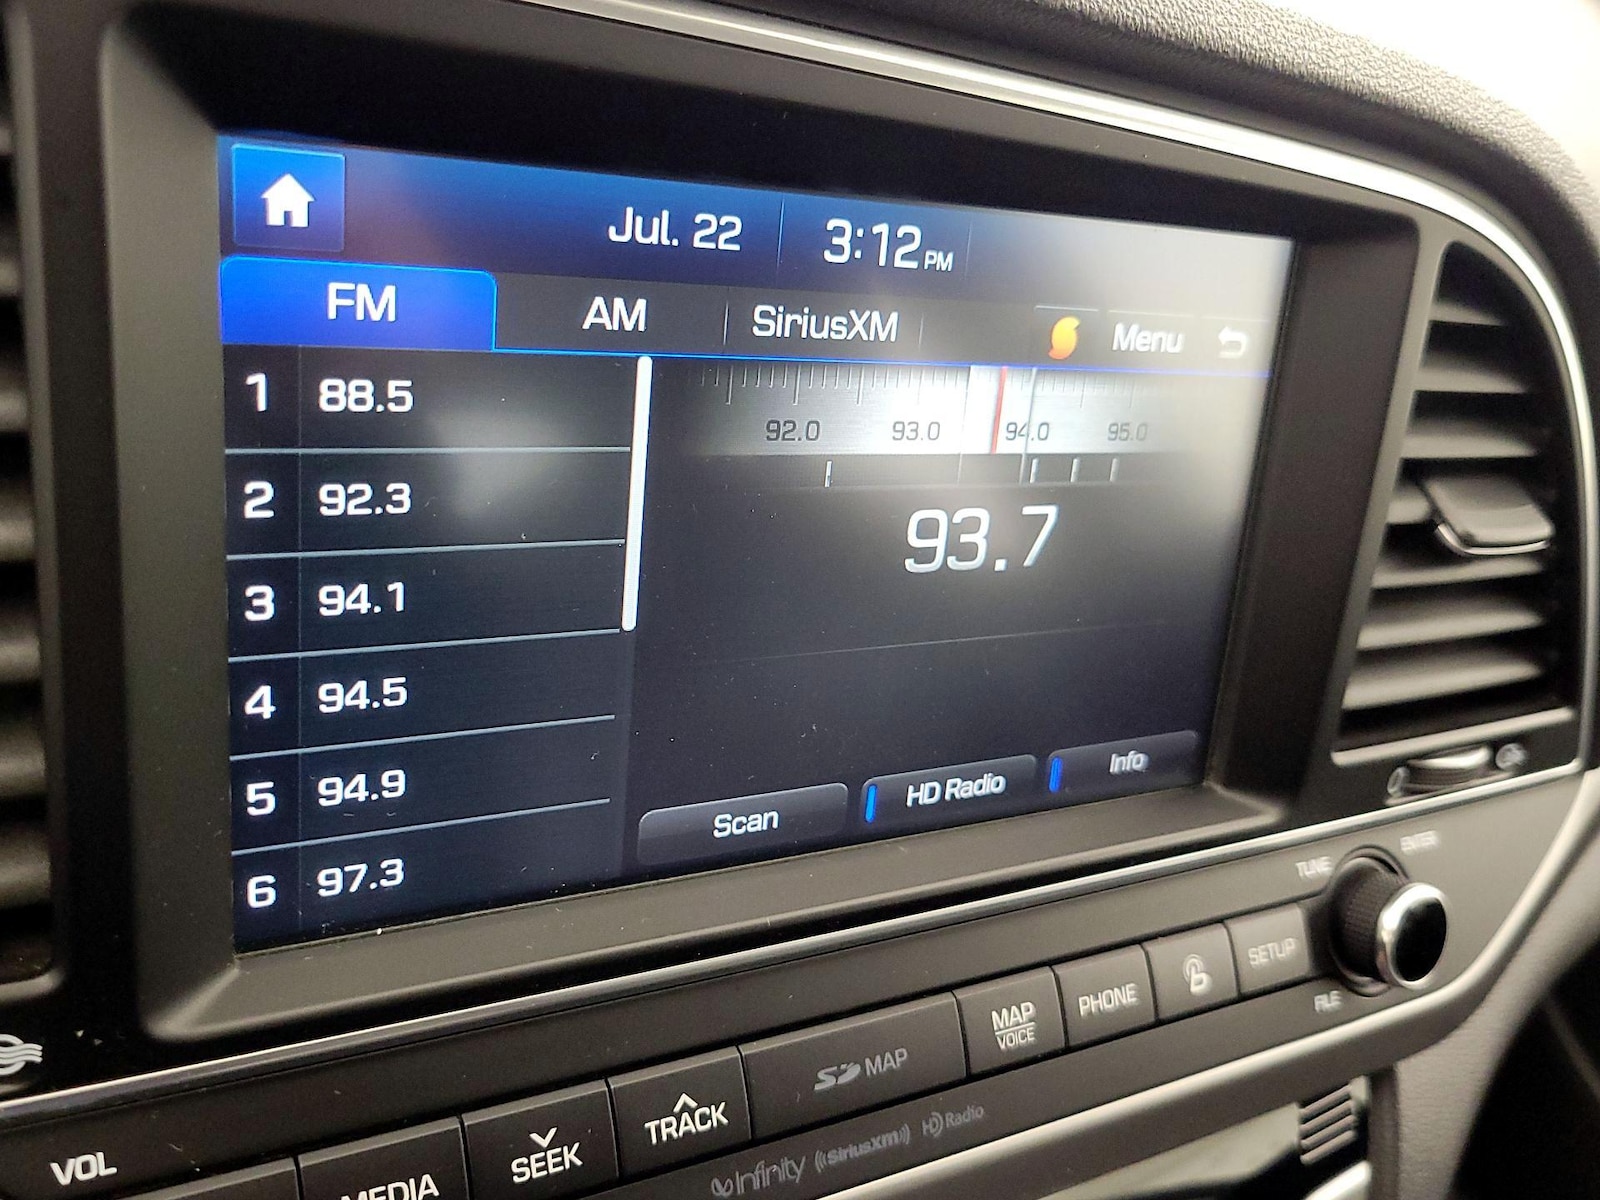 Jul. 22 3:12 PM
FM AM SiriusXM Menu
1 88.5
2 92.3
3 94.1
4 94.5
5 94.9
6 97.3
92.0 93.0 94.0 95.0
93.7
Scan HD Radio Info
TUNE ENTER
FILE
VOL
MEDIA
SEEK
TRACK
SD MAP
MAP
VOICE
PHONE
SETUP
Infinity SiriusXM HD Radio